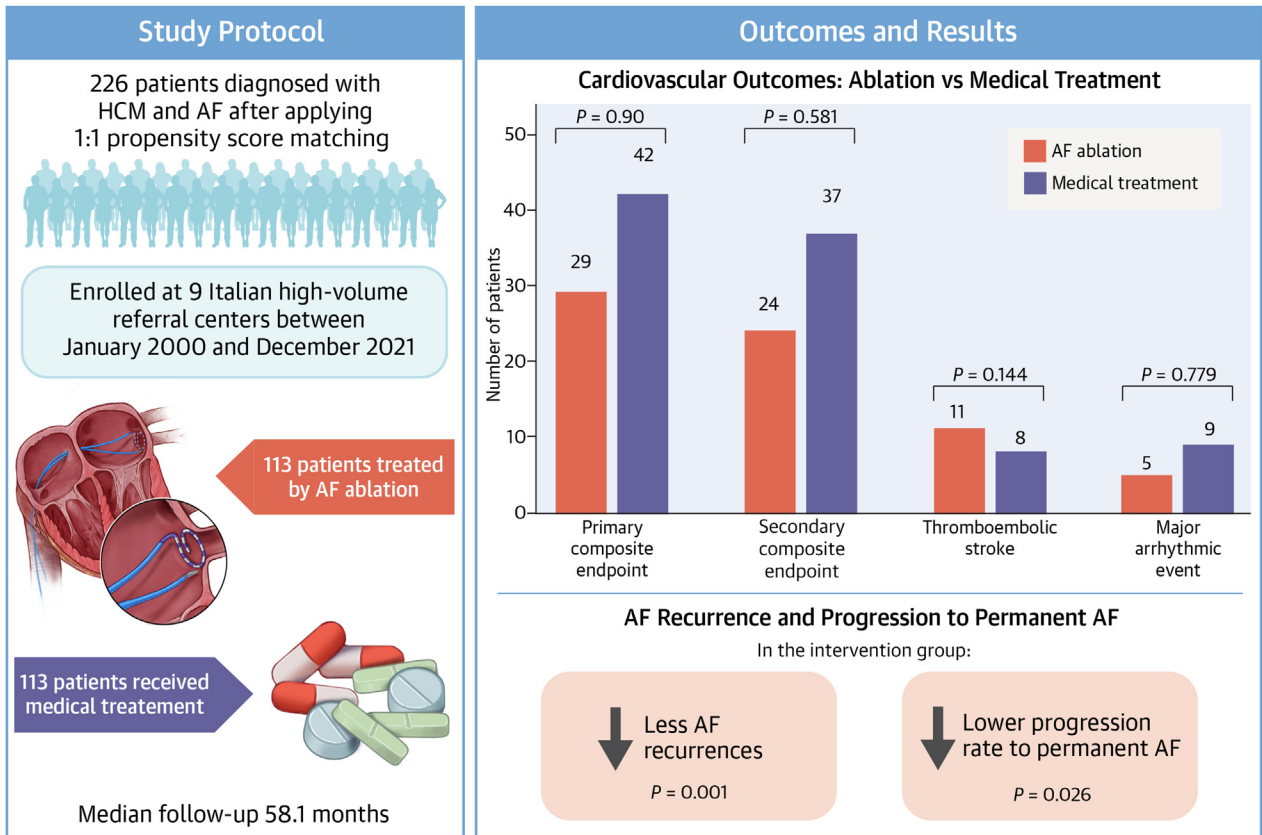 Study Protocol
226 patients diagnosed with
HCM and AF after applying
1:1 propensity score matching
Enrolled at 9 Italian high-volume
referral centers between
January 2000 and December 2021
113 patients treated
by AF ablation
113 patients received
medical treatement
Median follow-up 58.1 months
Outcomes and Results
Cardiovascular Outcomes: Ablation vs Medical Treatment
Number of patients
50
40
30
20
10
0
P = 0.90
29
42
P = 0.581
24
37
P = 0.144
11
8
P = 0.779
5
9
AF ablation
Medical treatment
Primary
composite
endpoint
Secondary
composite
endpoint
Thromboembolic
stroke
Major
arrhythmic
event
AF Recurrence and Progression to Permanent AF
In the intervention group:
Less AF
recurrences
P = 0.001
Lower progression
rate to permanent AF
P = 0.026